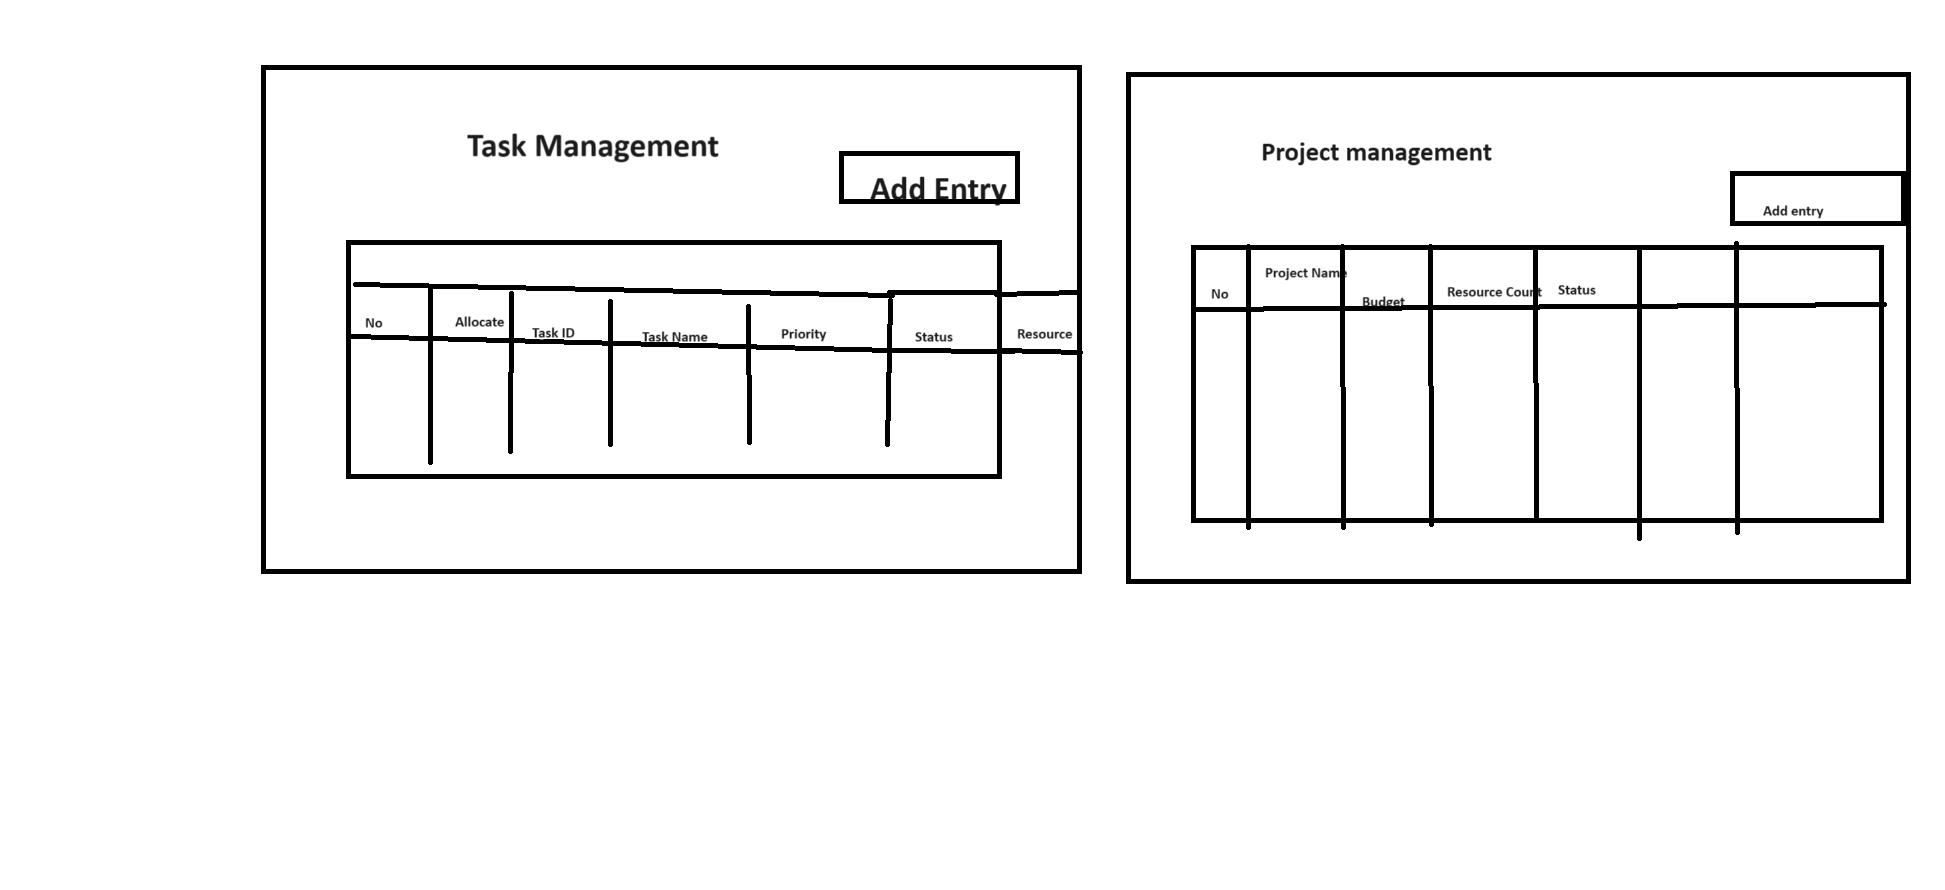 Task Management
Add Entry
No Allocate Task ID Task Name Priority Status Resource
Project management
Add entry
No Project Name Budget Resource Count Status